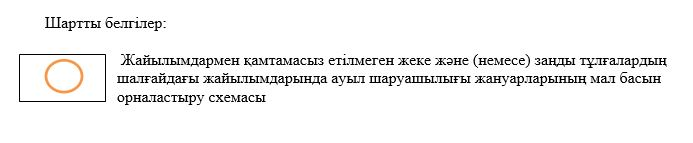 Шартты белгілер:
Жайылымдармен қамтамасыз етілмеген жеке және (немесе) заңды тұлғалардың
шалғайдағы жайылымдарында ауыл шаруашылығы жануарларының мал басын
орналастыру схемасы